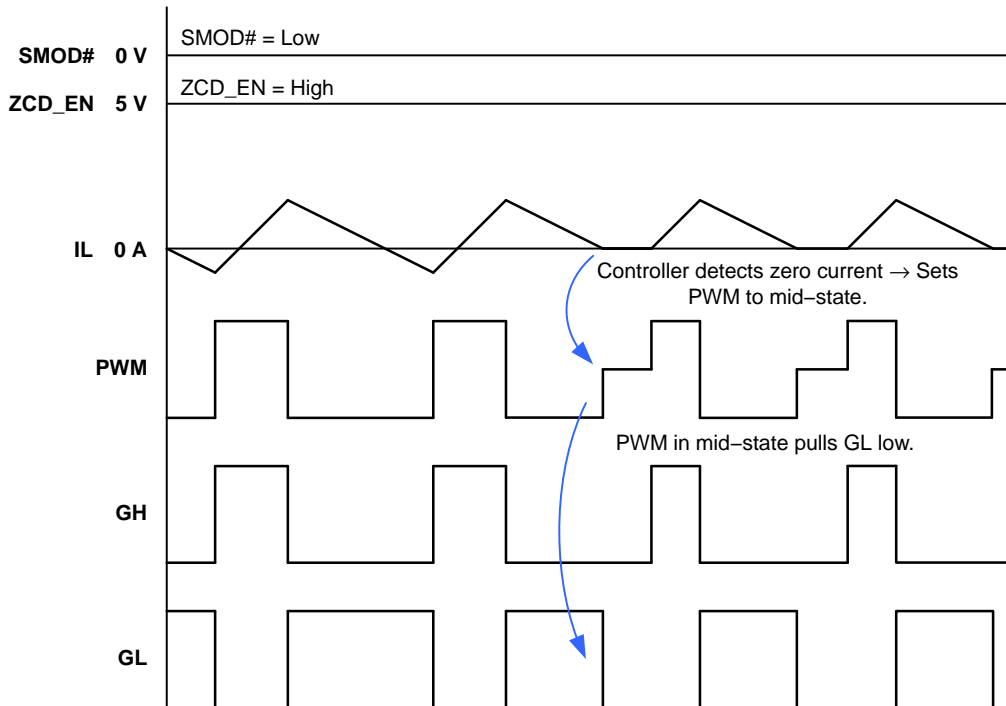 SMOD# = Low
SMOD# 0 V
ZCD_EN = High
ZCD_EN 5 V
IL 0 A
Controller detects zero current → Sets
PWM to mid−state.
PWM
PWM in mid−state pulls GL low.
GH
GL